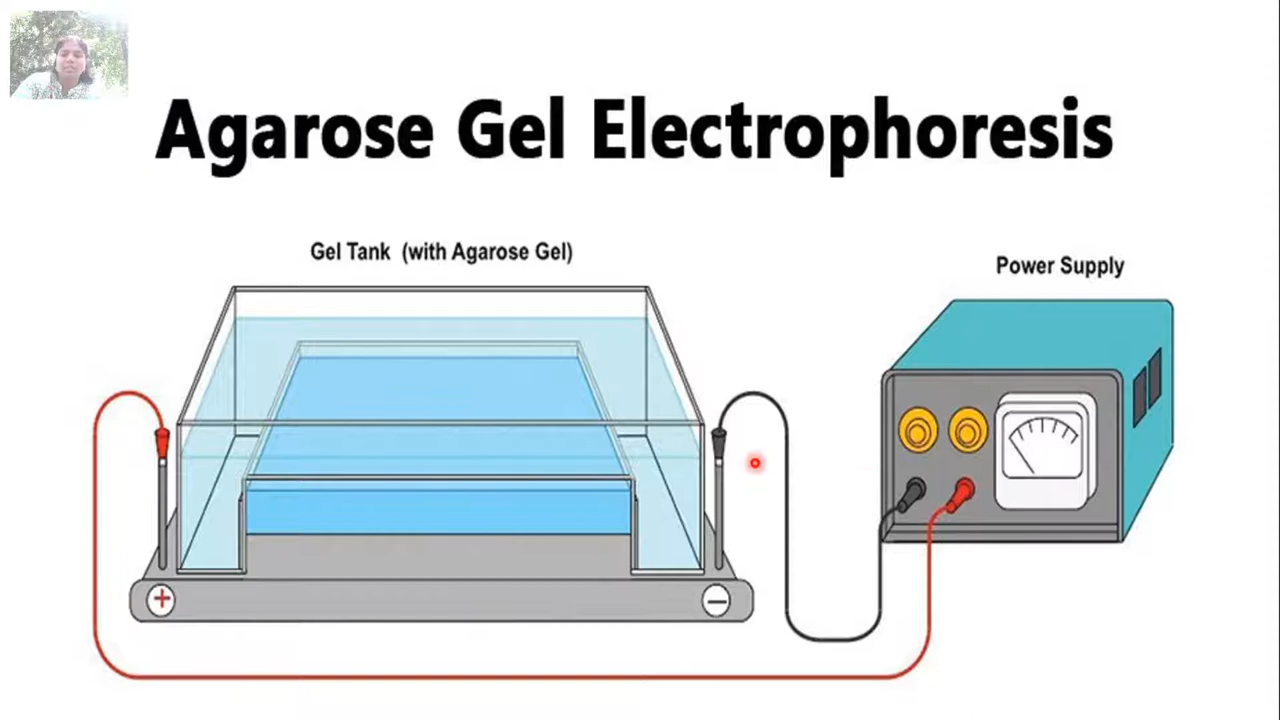 Agarose Gel Electrophoresis
Gel Tank (with Agarose Gel)
Power Supply
+
−